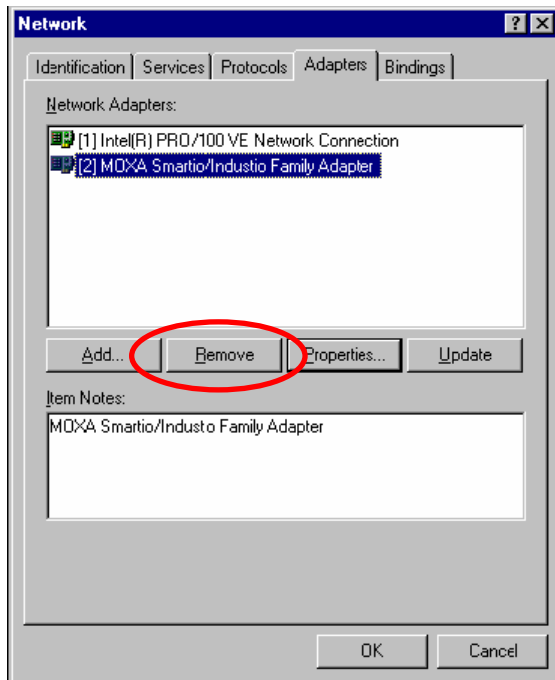 Network
Identification Services Protocols Adapters Bindings
Network Adapters:
[1] Intel(R) PRO/100 VE Network Connection
[2] MOXA Smartio/Industio Family Adapter
Add... Remove Properties... Update
Item Notes:
MOXA Smartio/Industo Family Adapter
OK Cancel